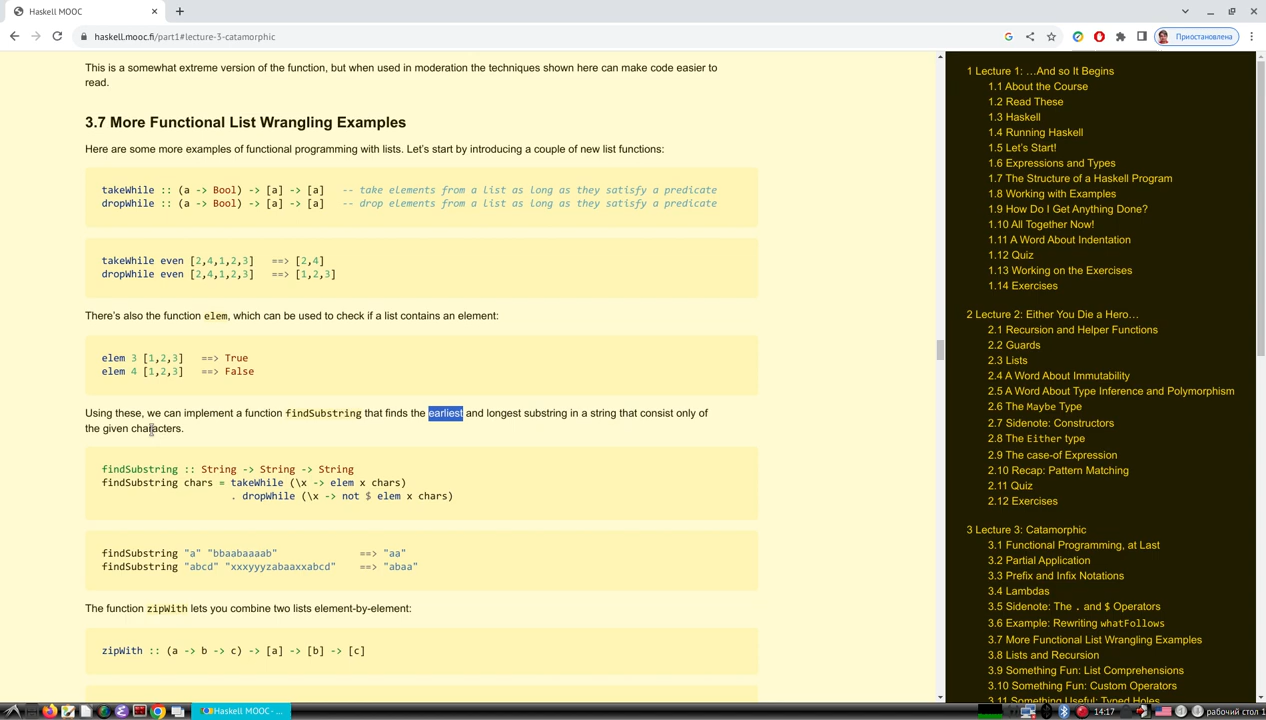 Haskell MOOC
haskell.mooc.fi/part1#lecture-3-catamorphic
Приостановлена
This is a somewhat extreme version of the function, but when used in moderation the techniques shown here can make code easier to
read.
3.7 More Functional List Wrangling Examples
Here are some more examples of functional programming with lists. Let's start by introducing a couple of new list functions:
takeWhile :: (a -> Bool) -> [a] -> [a]   -- take elements from a list as long as they satisfy a predicate
dropWhile :: (a -> Bool) -> [a] -> [a]   -- drop elements from a list as long as they satisfy a predicate
takeWhile even [2,4,1,2,3]   ==> [2,4]
dropWhile even [2,4,1,2,3]   ==> [1,2,3]
There's also the function elem, which can be used to check if a list contains an element:
elem 3 [1,2,3]   ==> True
elem 4 [1,2,3]   ==> False
Using these, we can implement a function findSubstring that finds the earliest and longest substring in a string that consist only of
the given characters.
findSubstring :: String -> String -> String
findSubstring chars = takeWhile (\x -> elem x chars)
. dropWhile (\x -> not $ elem x chars)
findSubstring "a" "bbaabaaaab"              ==> "aa"
findSubstring "abcd" "xxxyyyzabaaxxabcd"    ==> "abaa"
The function zipWith lets you combine two lists element-by-element:
zipWith :: (a -> b -> c) -> [a] -> [b] -> [c]
1 Lecture 1: …And so It Begins
1.1 About the Course
1.2 Read These
1.3 Haskell
1.4 Running Haskell
1.5 Let's Start!
1.6 Expressions and Types
1.7 The Structure of a Haskell Program
1.8 Working with Examples
1.9 How Do I Get Anything Done?
1.10 All Together Now!
1.11 A Word About Indentation
1.12 Quiz
1.13 Working on the Exercises
1.14 Exercises
2 Lecture 2: Either You Die a Hero…
2.1 Recursion and Helper Functions
2.2 Guards
2.3 Lists
2.4 A Word About Immutability
2.5 A Word About Type Inference and Polymorphism
2.6 The Maybe Type
2.7 Sidenote: Constructors
2.8 The Either type
2.9 The case-of Expression
2.10 Recap: Pattern Matching
2.11 Quiz
2.12 Exercises
3 Lecture 3: Catamorphic
3.1 Functional Programming, at Last
3.2 Partial Application
3.3 Prefix and Infix Notations
3.4 Lambdas
3.5 Sidenote: The . and $ Operators
3.6 Example: Rewriting whatFollows
3.7 More Functional List Wrangling Examples
3.8 Lists and Recursion
3.9 Something Fun: List Comprehensions
3.10 Something Fun: Custom Operators
3.11 Something Useful: Typed Holes
Haskell MOOC - ...
14:17
рабочий стол 1